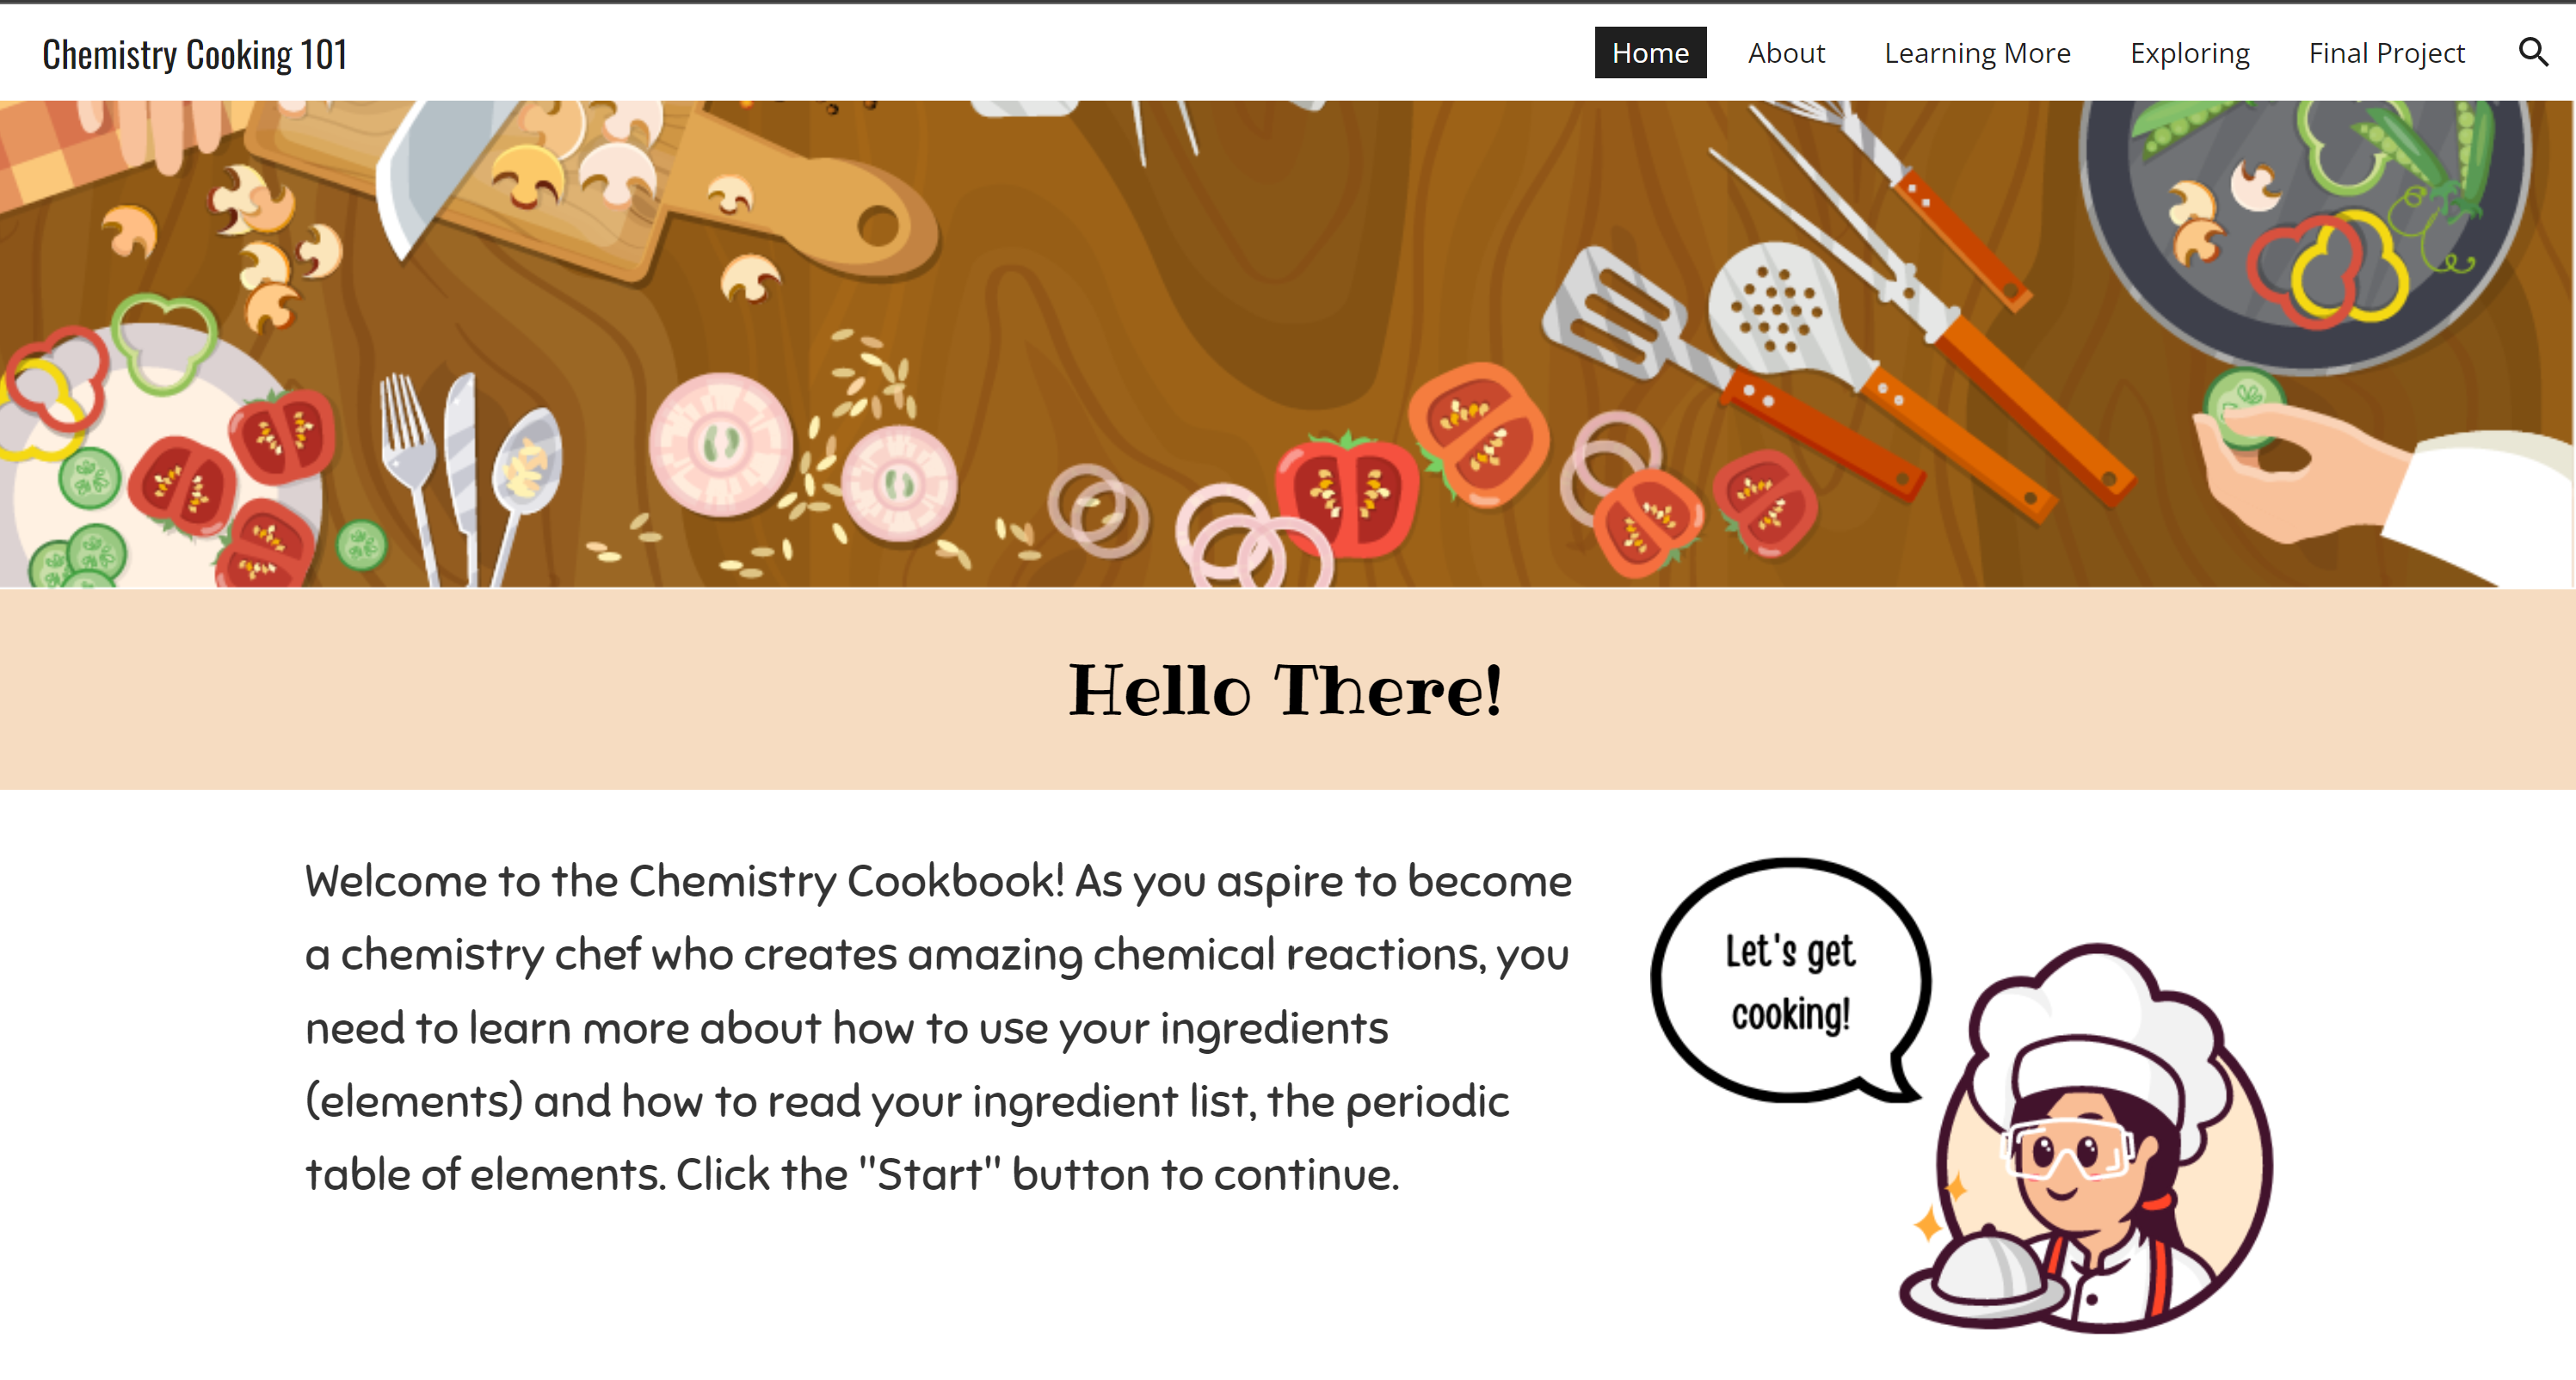 Chemistry Cooking 101
Home
About
Learning More
Exploring
Final Project
Hello There!
Welcome to the Chemistry Cookbook! As you aspire to become
a chemistry chef who creates amazing chemical reactions, you
need to learn more about how to use your ingredients
(elements) and how to read your ingredient list, the periodic
table of elements. Click the "Start" button to continue.
Let's get
cooking!